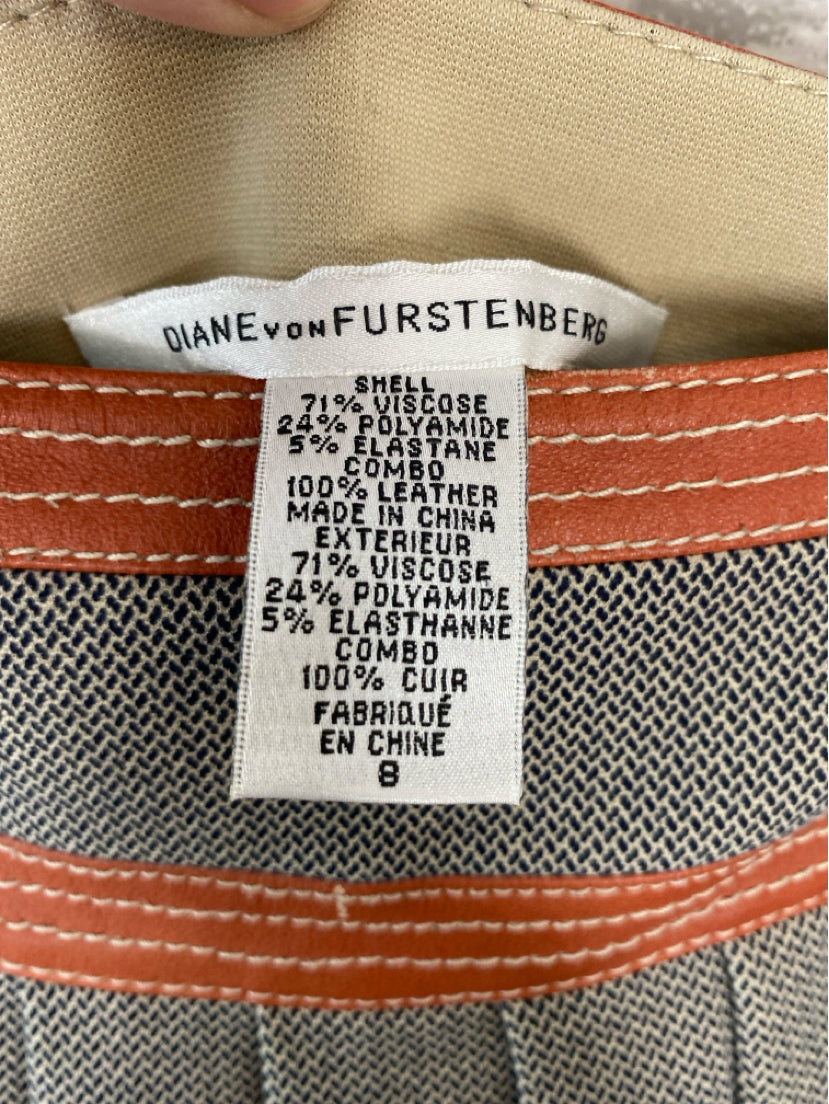 DIANE VON FURSTENBERG
SHELL
71% VISCOSE
24% POLYAMIDE
5% ELASTANE
COMBO
100% LEATHER
MADE IN CHINA
EXTERIEUR
71% VISCOSE
24% POLYAMIDE
5% ELASTHANNE
COMBO
100% CUIR
FABRIQUÉ
EN CHINE
8